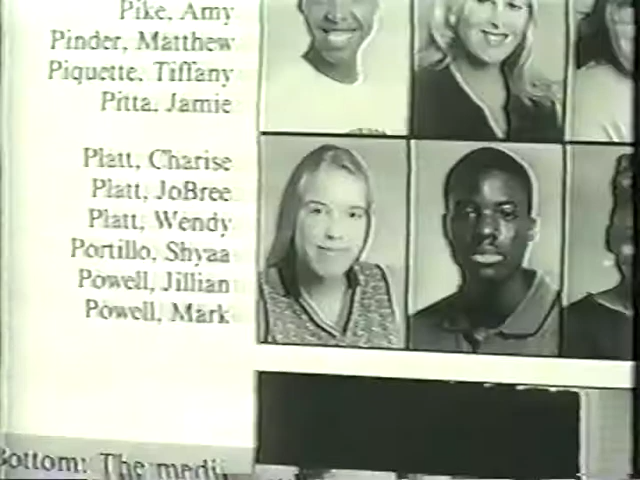 Pike, Amy
Pinder, Matthew
Piquette, Tiffany
Pitta, Jamie
Platt, Charise
Platt, JoBree
Platt, Wendy
Portillo, Shyaa
Powell, Jillian
Powell, Mark
Bottom: The